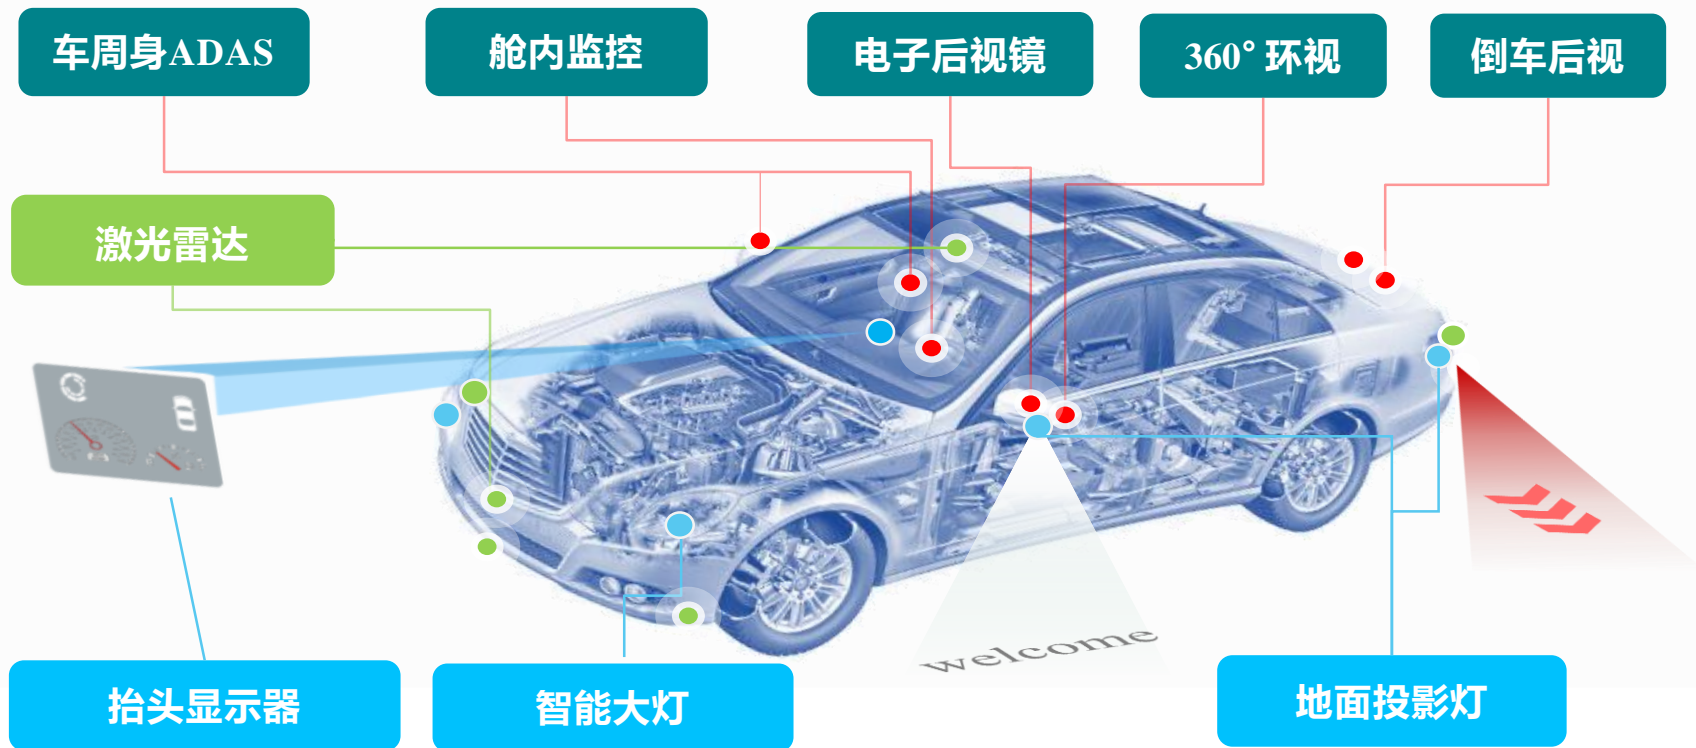 车周身ADAS
舱内监控
电子后视镜
360° 环视
倒车后视
激光雷达
welcome
抬头显示器
智能大灯
地面投影灯